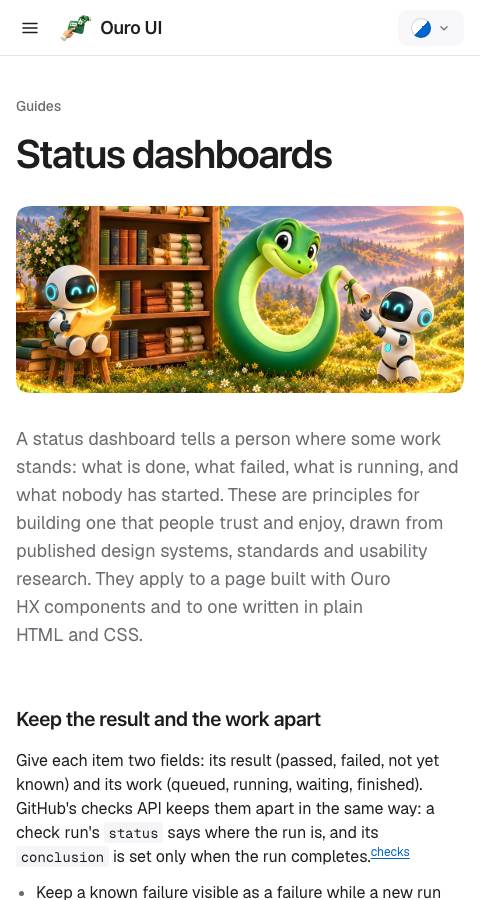 Ouro UI
Guides
Status dashboards
A status dashboard tells a person where some work
stands: what is done, what failed, what is running, and
what nobody has started. These are principles for
building one that people trust and enjoy, drawn from
published design systems, standards and usability
research. They apply to a page built with Ouro
HX components and to one written in plain
HTML and CSS.
Keep the result and the work apart
Give each item two fields: its result (passed, failed, not yet
known) and its work (queued, running, waiting, finished).
GitHub's checks API keeps them apart in the same way: a
check run's status says where the run is, and its
conclusion is set only when the run completes.checks
• Keep a known failure visible as a failure while a new run